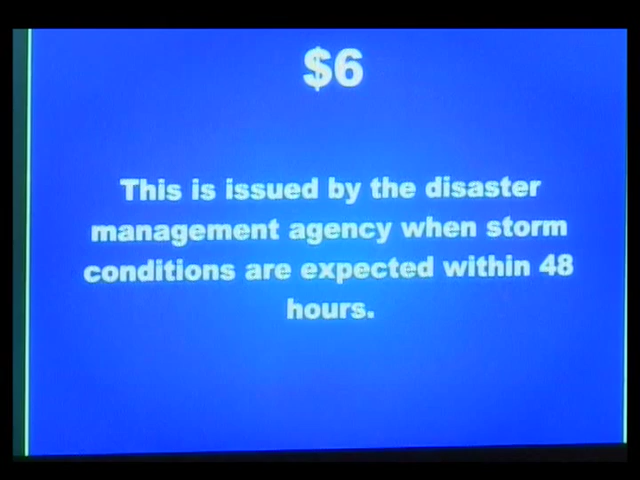 $6
This is issued by the disaster
management agency when storm
conditions are expected within 48
hours.